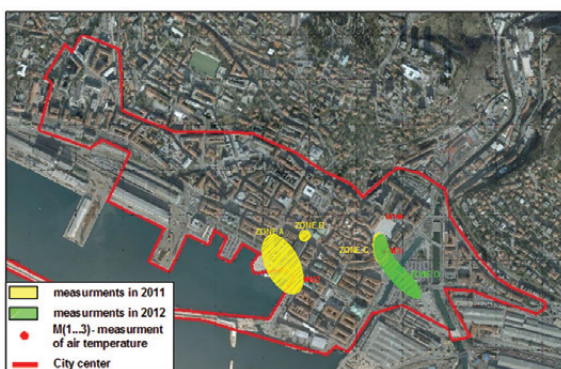 ZONE A
ZONE B
ZONE C
ZONE D
measurments in 2011
measurments in 2012
M(1...3)- measurment
of air temperature
City center